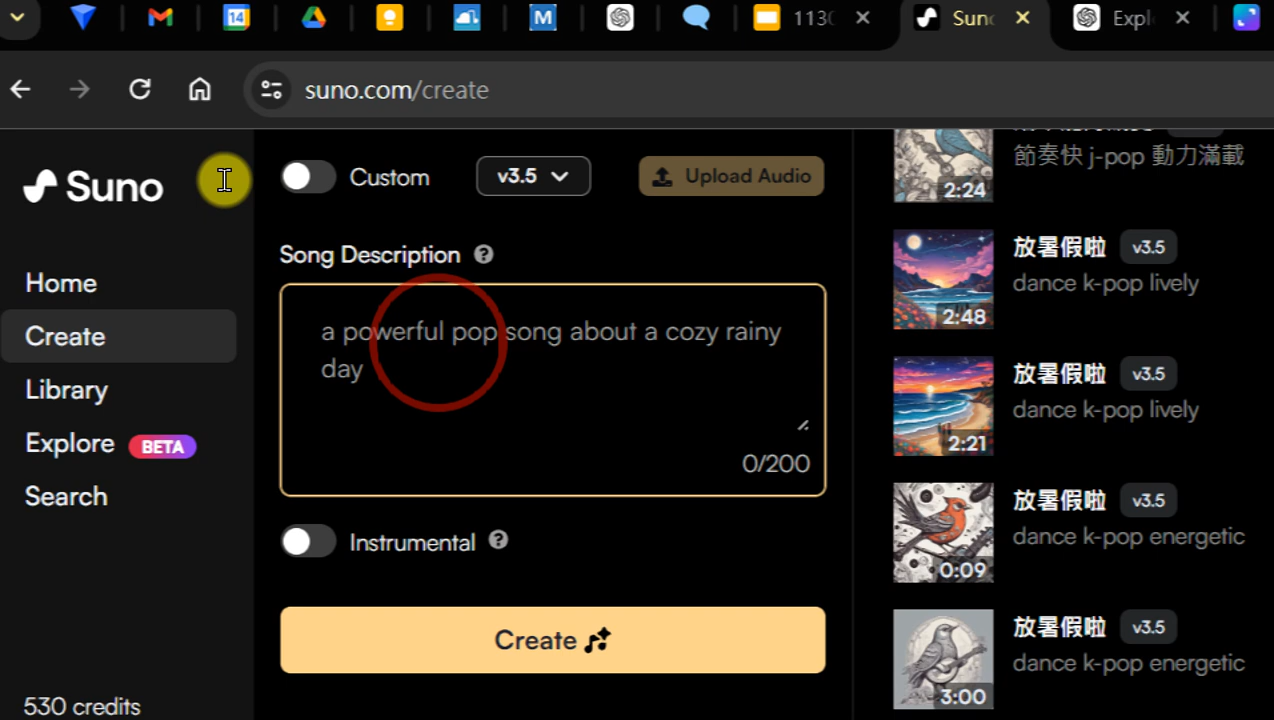 14
M
113
Sun
Expl
suno.com/create
Suno
Home
Create
Library
Explore BETA
Search
530 credits
Custom
v3.5
Upload Audio
Song Description ?
a powerful pop song about a cozy rainy
day
0/200
Instrumental ?
Create
節奏快 j-pop 動力滿載
2:24
放暑假啦 v3.5
dance k-pop lively
2:48
放暑假啦 v3.5
dance k-pop lively
2:21
放暑假啦 v3.5
dance k-pop energetic
0:09
放暑假啦 v3.5
dance k-pop energetic
3:00